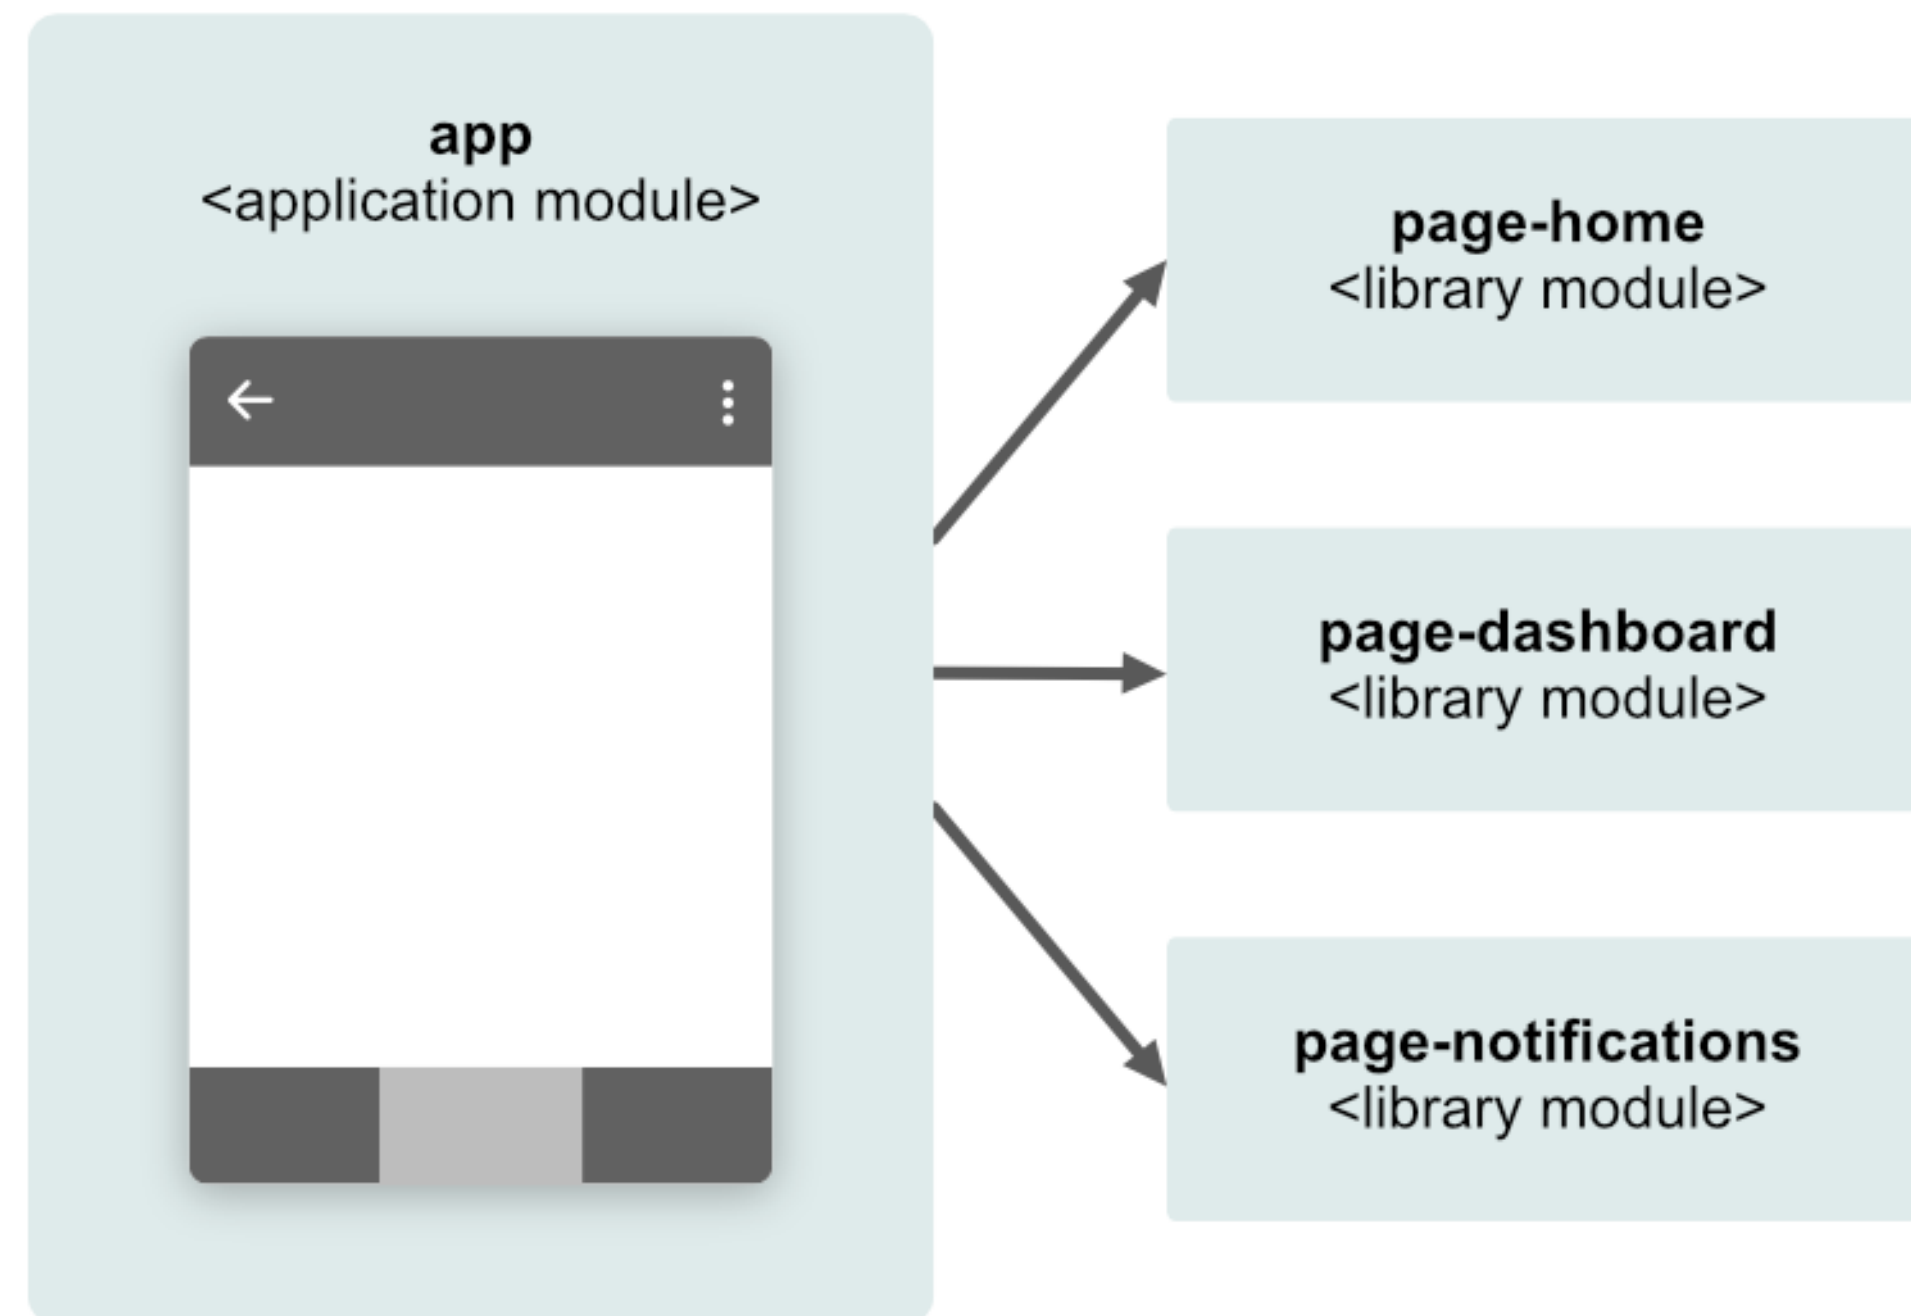 app
<application module>
page-home
<library module>
page-dashboard
<library module>
page-notifications
<library module>